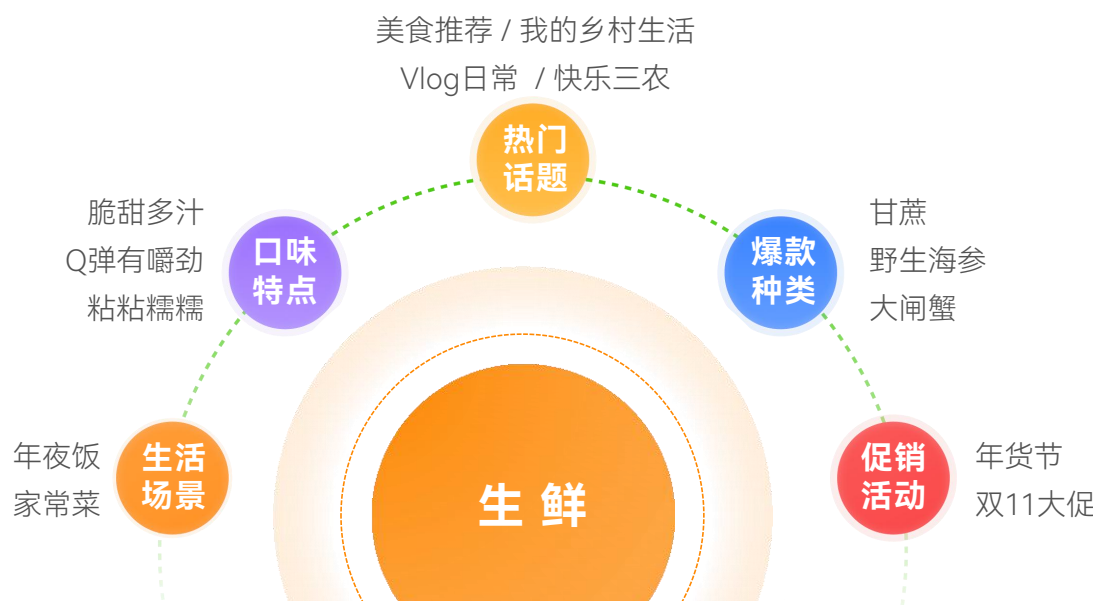 美食推荐 / 我的乡村生活
Vlog日常 / 快乐三农
热门
话题
脆甜多汁
Q弹有嚼劲
粘粘糯糯
口味
特点
爆款
种类
甘蔗
野生海参
大闸蟹
年夜饭
家常菜
生活
场景
生鲜
促销
活动
年货节
双11大促